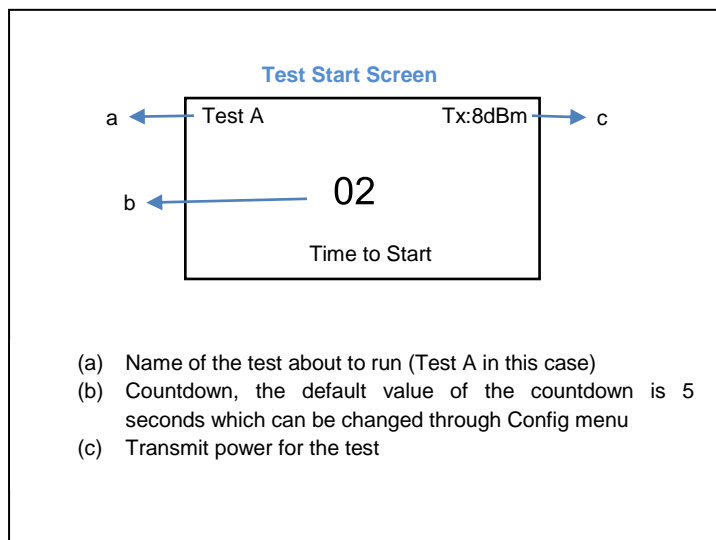 Test Start Screen
a Test A Tx:8dBm c
b 02
Time to Start
(a) Name of the test about to run (Test A in this case)
(b) Countdown, the default value of the countdown is 5
seconds which can be changed through Config menu
(c) Transmit power for the test